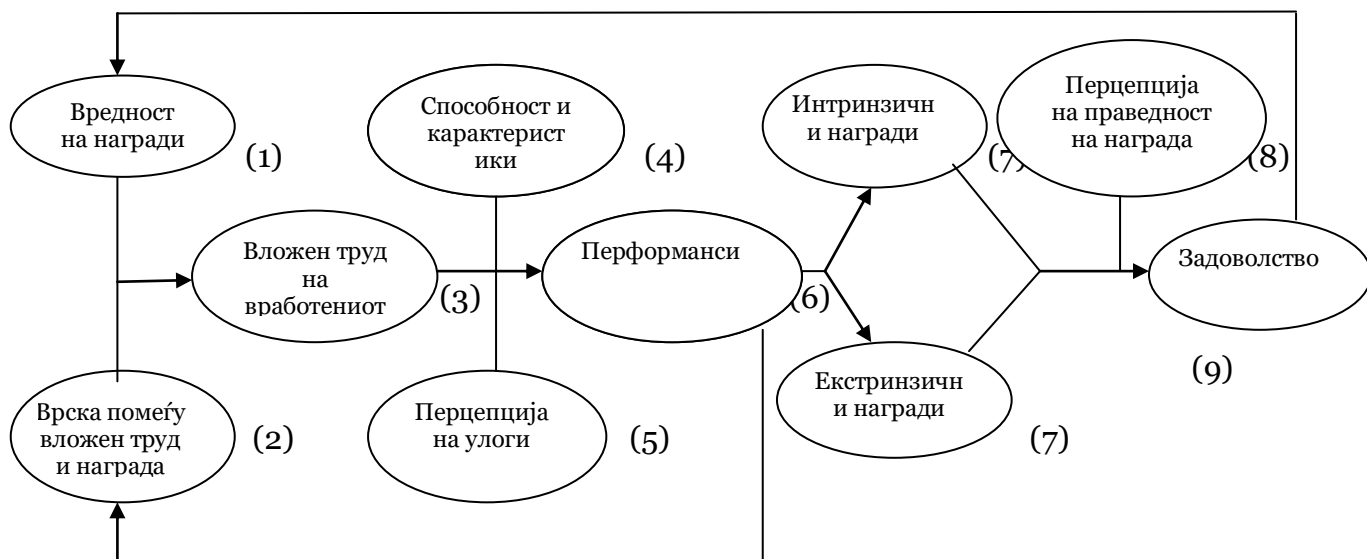 Вредност
на награди
(1)
Способност и
карактерист
ики
(4)
Интринзичн
и награди
(7)
Перцепција
на праведност
на награда
(8)
Вложен труд
на
вработениот
(3)
Перформанси
(6)
Задоволство
(9)
Врска помеѓу
вложен труд
и награда
(2)
Перцепција
на улоги
(5)
Екстринзичн
и награди
(7)